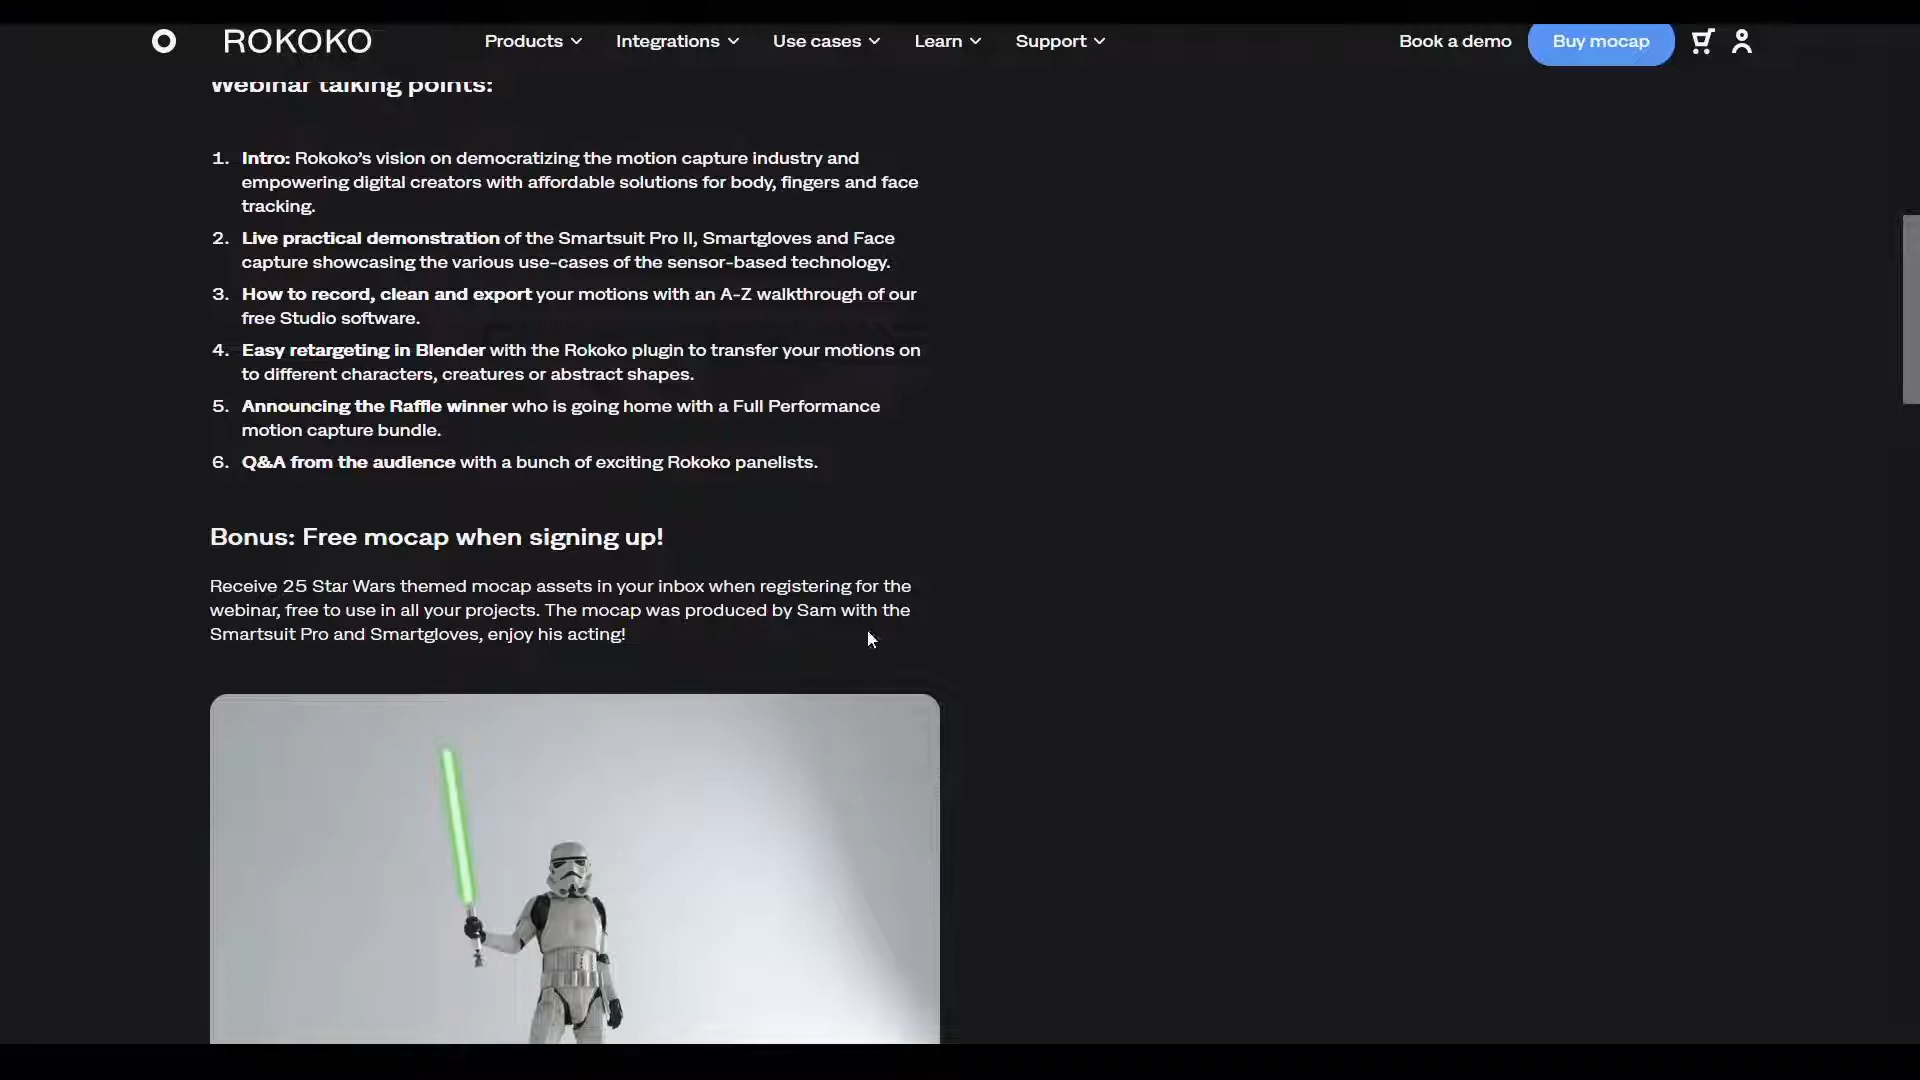 ROKOKO Products Integrations Use cases Learn Support Book a demo Buy mocap
Webinar talking points:
1. Intro: Rokoko’s vision on democratizing the motion capture industry and
empowering digital creators with affordable solutions for body, fingers and face
tracking.
2. Live practical demonstration of the Smartsuit Pro II, Smartgloves and Face
capture showcasing the various use-cases of the sensor-based technology.
3. How to record, clean and export your motions with an A-Z walkthrough of our
free Studio software.
4. Easy retargeting in Blender with the Rokoko plugin to transfer your motions on
to different characters, creatures or abstract shapes.
5. Announcing the Raffle winner who is going home with a Full Performance
motion capture bundle.
6. Q&A from the audience with a bunch of exciting Rokoko panelists.
Bonus: Free mocap when signing up!
Receive 25 Star Wars themed mocap assets in your inbox when registering for the
webinar, free to use in all your projects. The mocap was produced by Sam with the
Smartsuit Pro and Smartgloves, enjoy his acting!